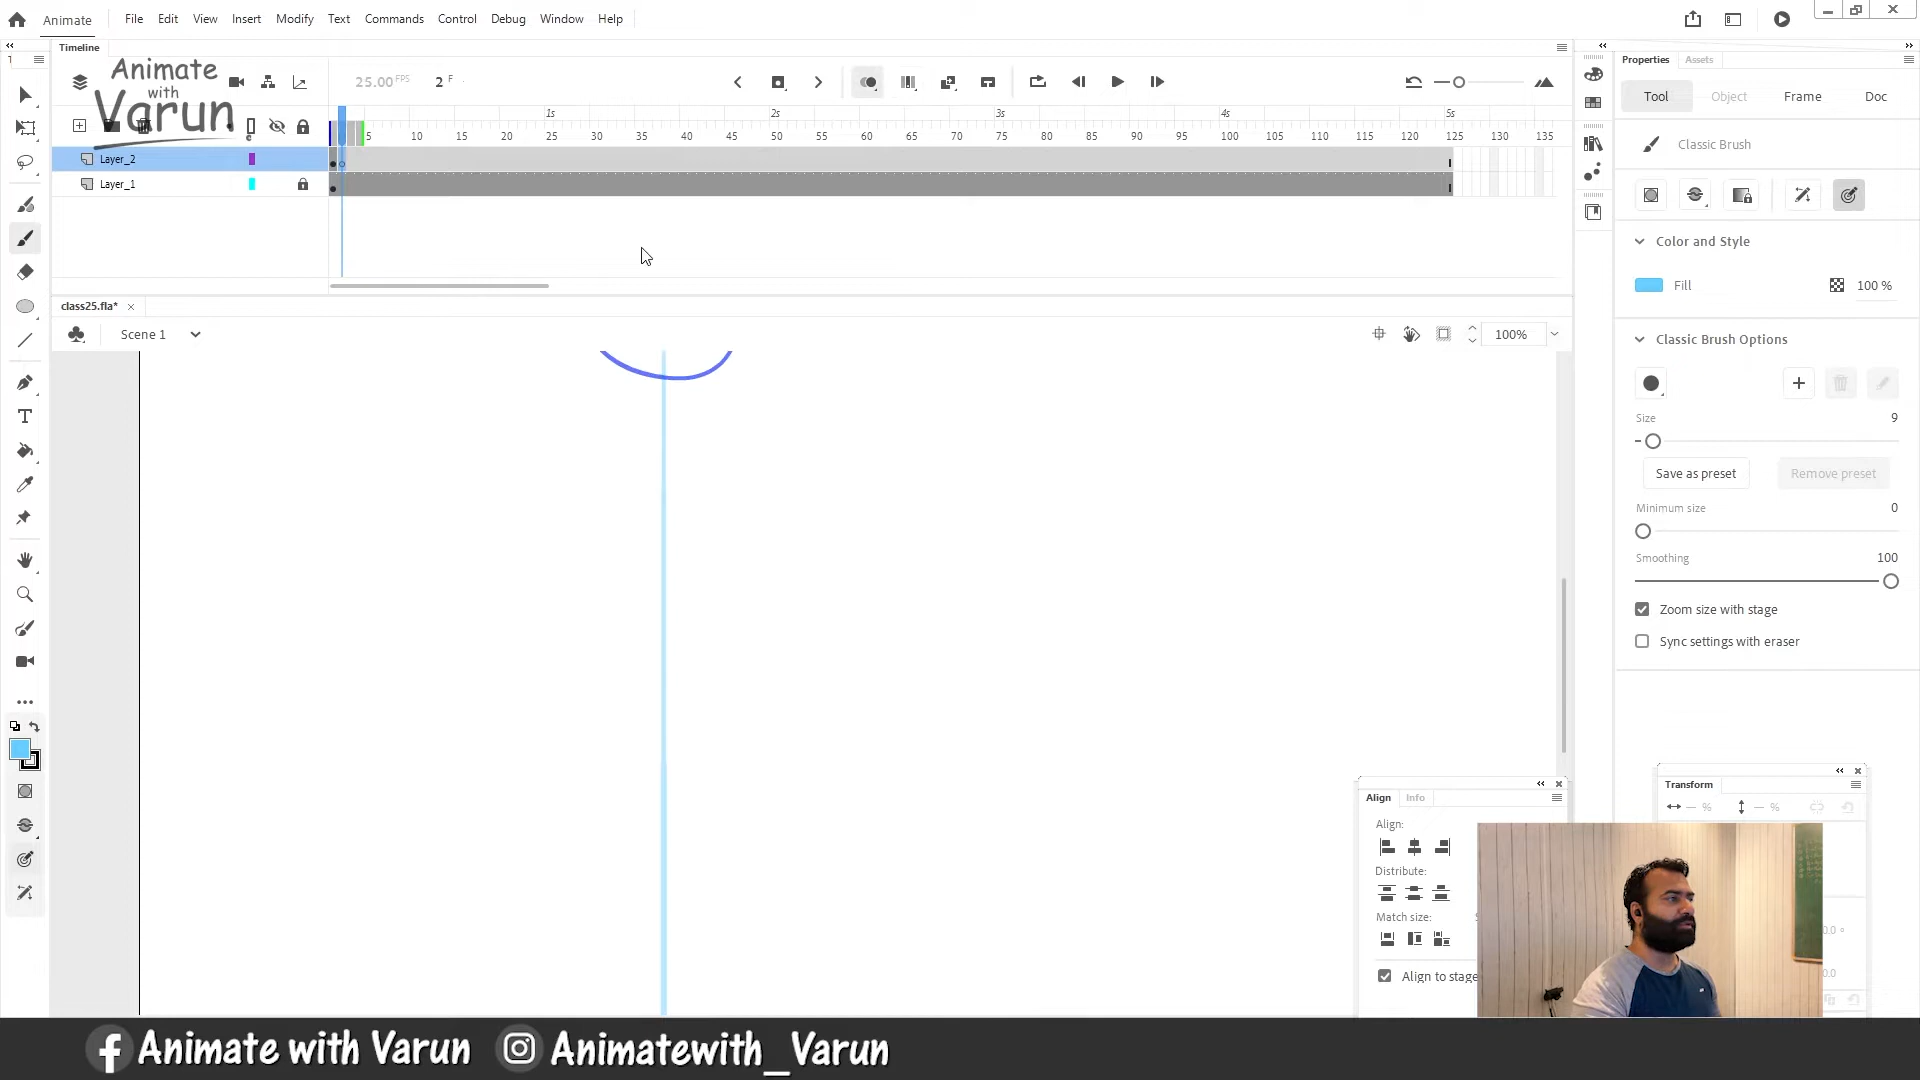 Animate File Edit View Insert Modify Text Commands Control Debug Window Help
Timeline
Animate with Varun
25.00 FPS 2 F
1s 2s 3s 4s 5s
5 10 15 20 25 30 35 40 45 50 55 60 65 70 75 80 85 90 95 100 105 110 115 120 125 130 135
Layer_2
Layer_1
class25.fla*
Scene 1
100%
Properties Assets
Tool Object Frame Doc
Classic Brush
Color and Style
Fill 100 %
Classic Brush Options
Size 9
Save as preset Remove preset
Minimum size 0
Smoothing 100
Zoom size with stage
Sync settings with eraser
Align Info
Align:
Distribute:
Match size:
Align to stage
Transform
— % — %
Animate with Varun Animatewith_Varun